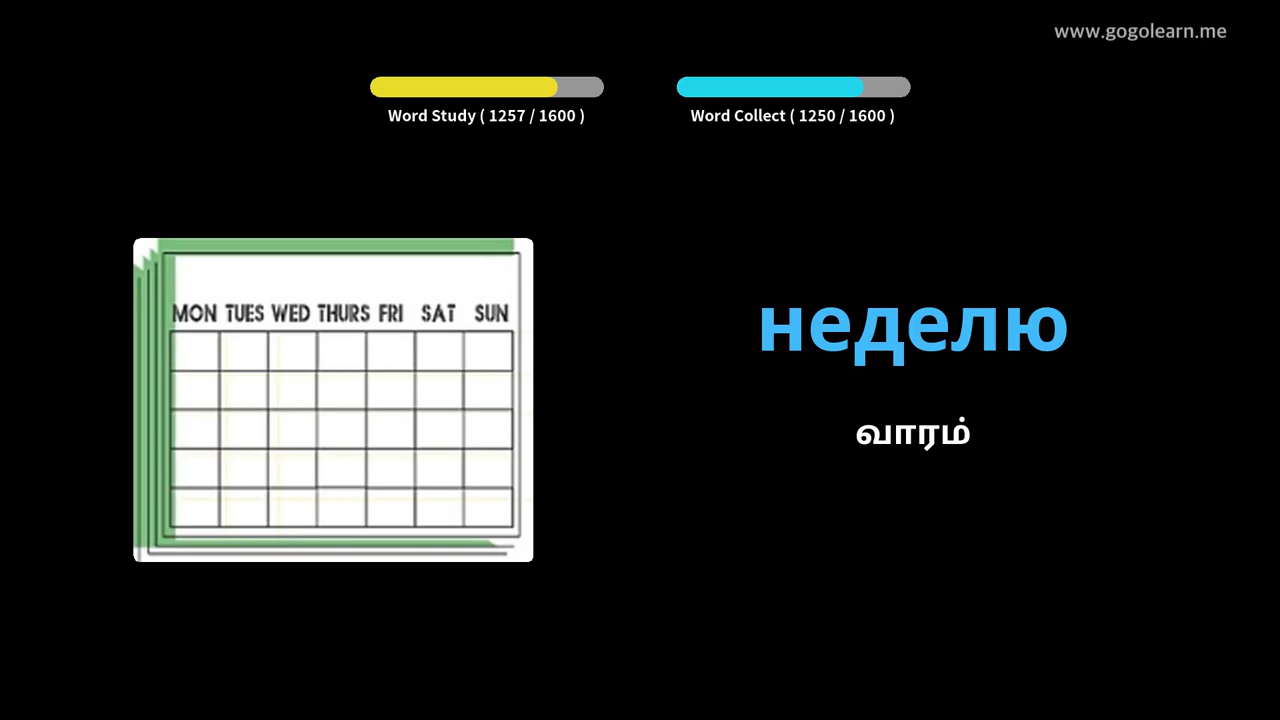 www.gogolearn.me
Word Study ( 1257 / 1600 )
Word Collect ( 1250 / 1600 )
MON TUES WED THURS FRI SAT SUN
неделю
வாரம்